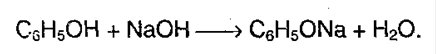 C₆H₅OH + NaOH ⟶ C₆H₅ONa + H₂O.